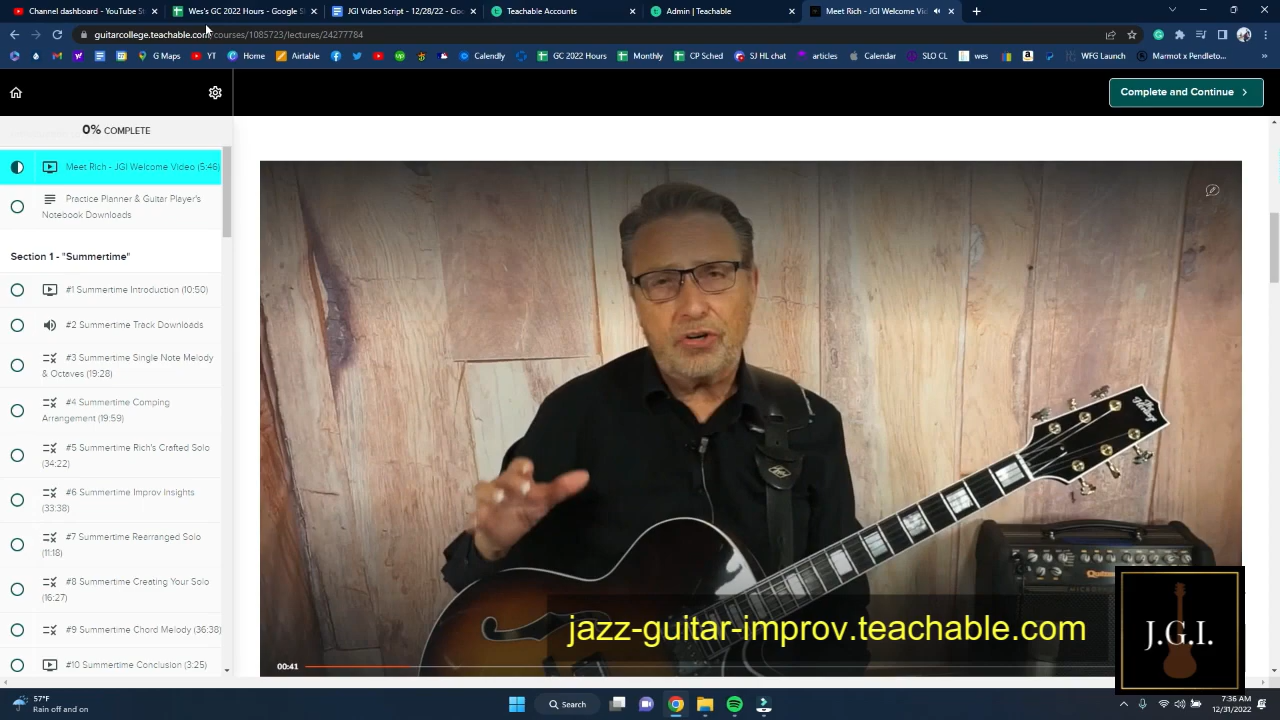 Channel dashboard - YouTube St
Wes's GC 2022 Hours - Google S
JGI Video Script - 12/28/22 - Goo
Teachable Accounts
Admin | Teachable
Meet Rich - JGI Welcome Vide
guitarcollege.teachable.com/courses/1085723/lectures/24277784
G Maps
YT
Home
Airtable
Calendly
GC 2022 Hours
Monthly
CP Sched
SJ HL chat
articles
Calendar
SLO CL
wes
WFG Launch
Marmot x Pendleto...
Complete and Continue
0% COMPLETE
Meet Rich - JGI Welcome Video (5:46)
Practice Planner & Guitar Player's
Notebook Downloads
Section 1 - "Summertime"
#1 Summertime Introduction (10:50)
#2 Summertime Track Downloads
#3 Summertime Single Note Melody
& Octaves (19:28)
#4 Summertime Comping
Arrangement (19:59)
#5 Summertime Rich's Crafted Solo
(34:22)
#6 Summertime Improv Insights
(33:38)
#7 Summertime Rearranged Solo
(11:18)
#8 Summertime Creating Your Solo
(16:27)
#9 Summertime Chord Melody (36:38)
#10 Summertime Conclusion (3:25)
jazz-guitar-improv.teachable.com
J.G.I.
00:41
57°F
Rain off and on
Search
7:36 AM
12/31/2022